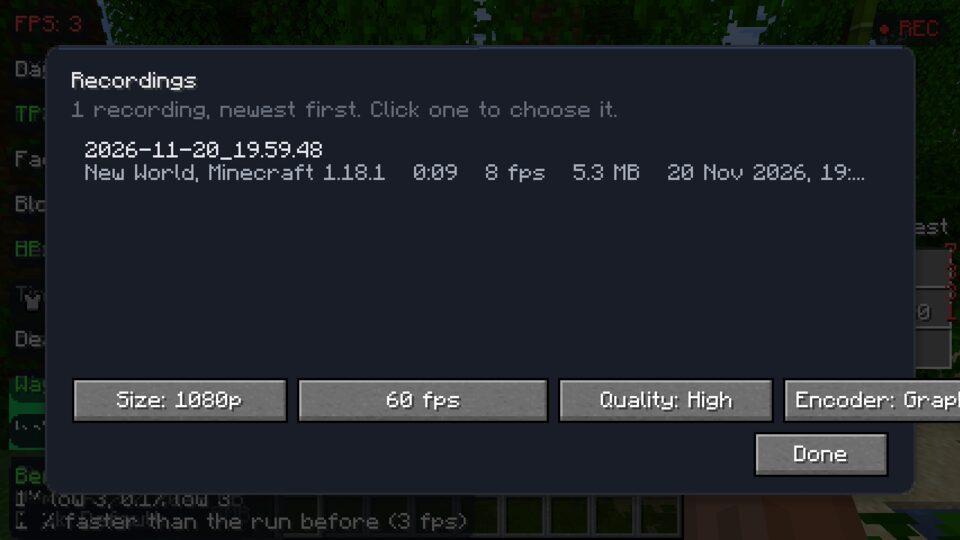 FPS: 3
REC
Recordings
1 recording, newest first. Click one to choose it.
2026-11-20_19.59.48
New World, Minecraft 1.18.1 0:09 8 fps 5.3 MB 20 Nov 2026, 19:...
Size: 1080p
60 fps
Quality: High
Encoder: Grap
Done
faster than the run before (3 fps)